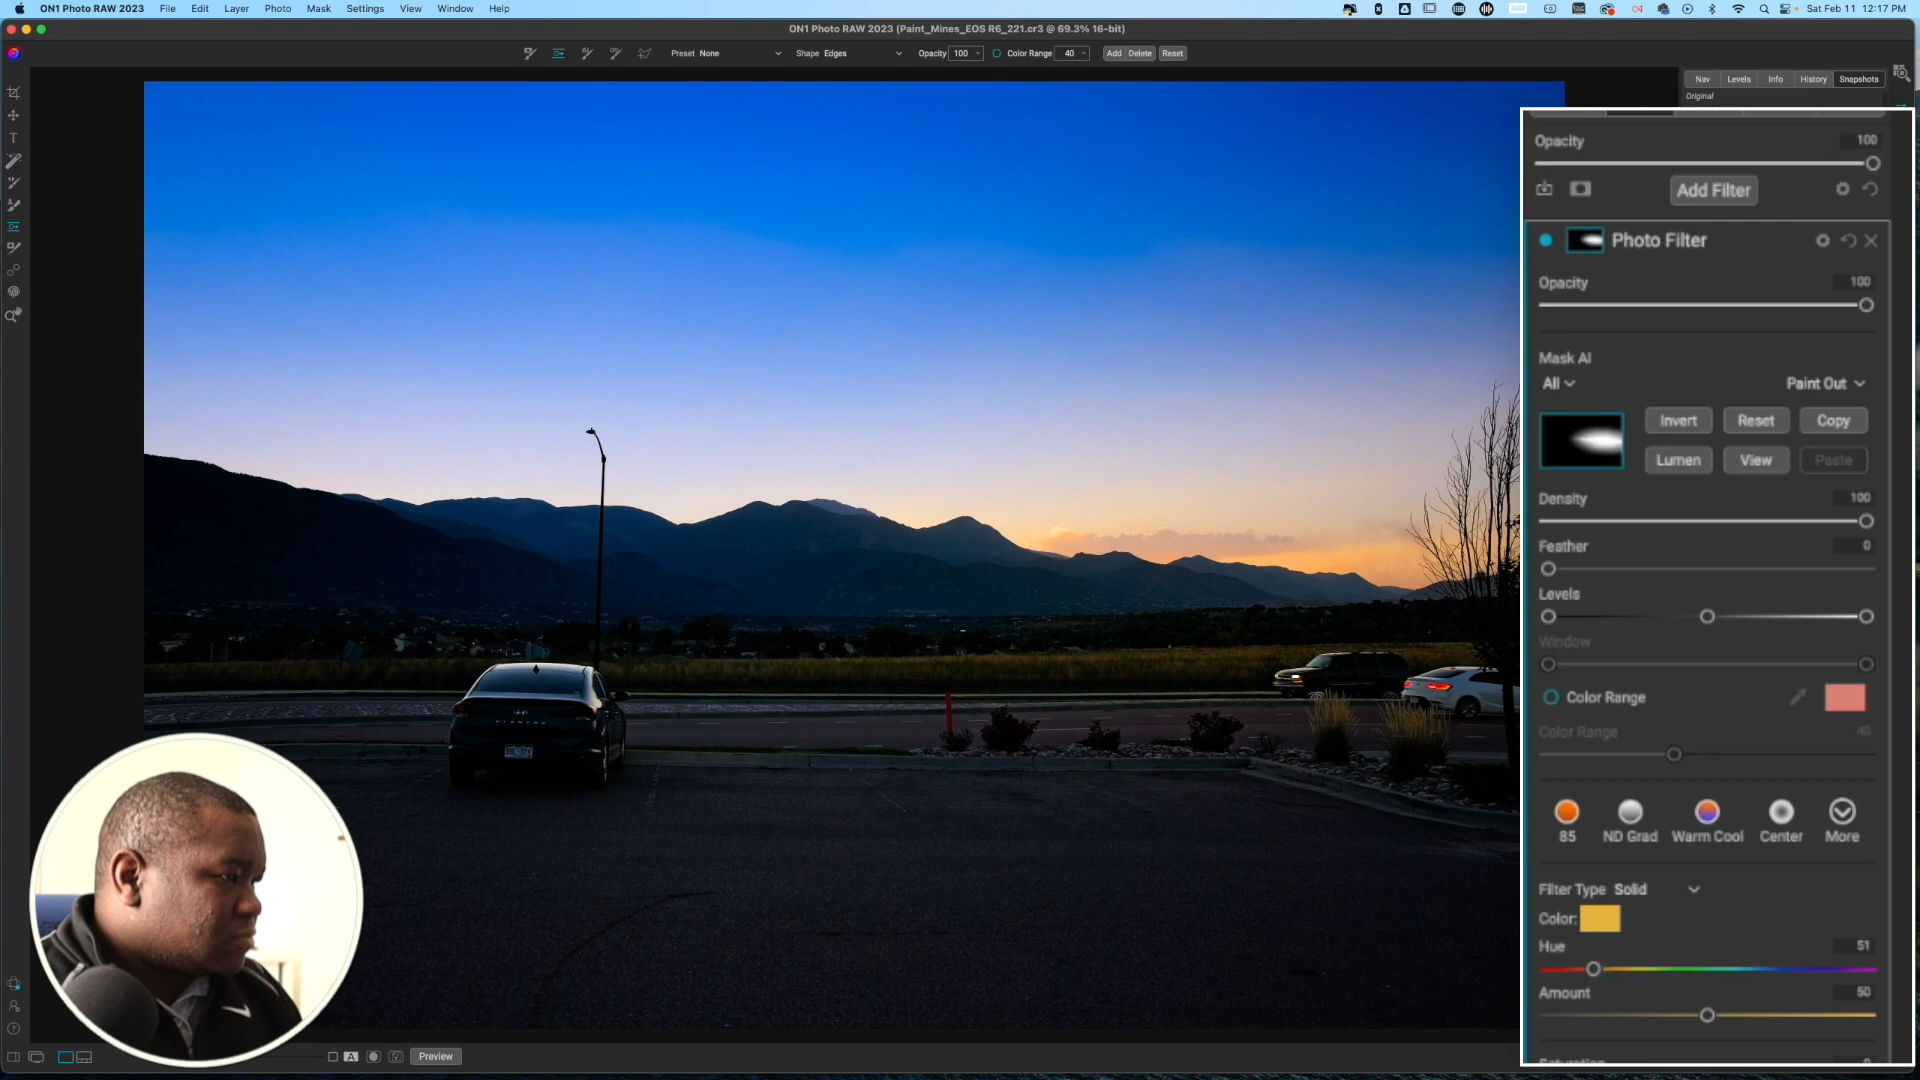 ON1 Photo RAW 2023 File Edit Layer Photo Mask Settings View Window Help Sat Feb 11 12:17 PM
ON1 Photo RAW 2023 (Paint_Mines_EOS R6_221.cr3 @ 69.3% 16-bit)
Preset None Shape Edges Opacity 100 Color Range 40 Add Delete Reset
Nav Levels Info History Snapshots
Original
Opacity 100
Add Filter
Photo Filter
Opacity 100
Mask AI
All Paint Out
Invert Reset Copy
Lumen View Paste
Density 100
Feather 0
Levels
Window
Color Range
Color Range 40
85 ND Grad Warm Cool Center More
Filter Type Solid
Color:
Hue 51
Amount 50
Saturation 0
A Preview